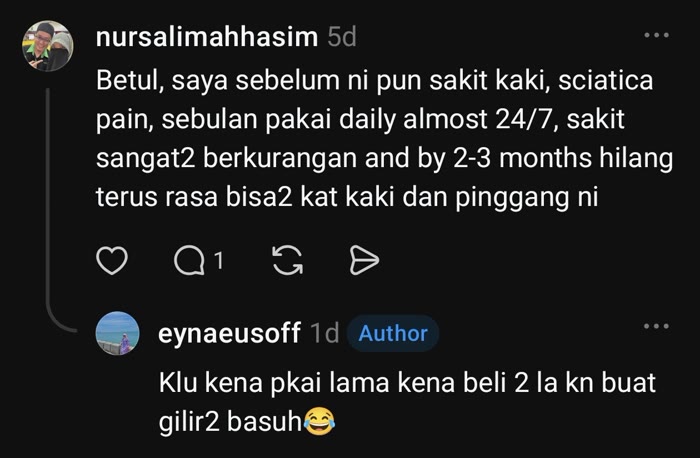 nursalimahhasim 5d
Betul, saya sebelum ni pun sakit kaki, sciatica
pain, sebulan pakai daily almost 24/7, sakit
sangat2 berkurangan and by 2-3 months hilang
terus rasa bisa2 kat kaki dan pinggang ni
1
eynaeusoff 1d Author
Klu kena pkai lama kena beli 2 la kn buat
gilir2 basuh😂